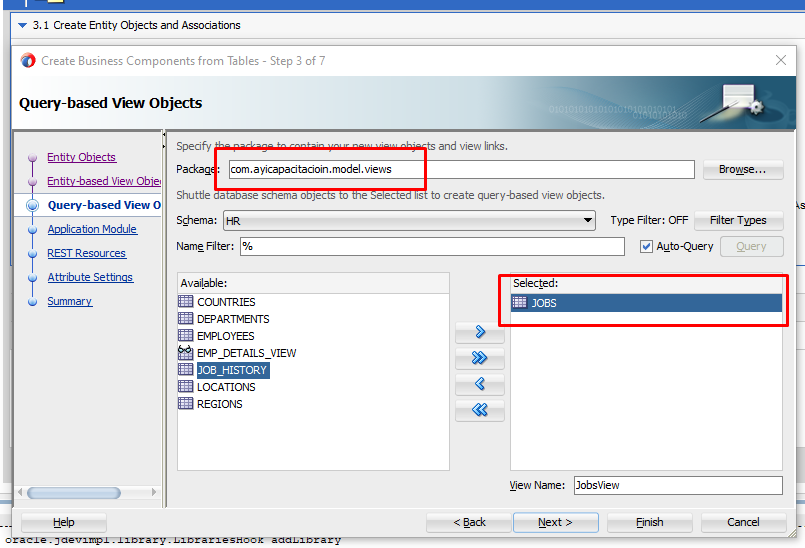 3.1 Create Entity Objects and Associations
Create Business Components from Tables - Step 3 of 7
Query-based View Objects
Entity Objects
Entity-based View Obje
Query-based View O
Application Module
REST Resources
Attribute Settings
Summary
Specify the package to contain your new view objects and view links.
Package: com.ayicapacitacioin.model.views Browse...
Shuttle database schema objects to the Selected list to create query-based view objects.
Schema: HR Type Filter: OFF Filter Types
Name Filter: % Auto-Query Query
Available:
COUNTRIES
DEPARTMENTS
EMPLOYEES
EMP_DETAILS_VIEW
JOB_HISTORY
LOCATIONS
REGIONS
Selected:
JOBS
View Name: JobsView
Help < Back Next > Finish Cancel
oracle.jdevimpl.library.LibrariesHook addLibrary